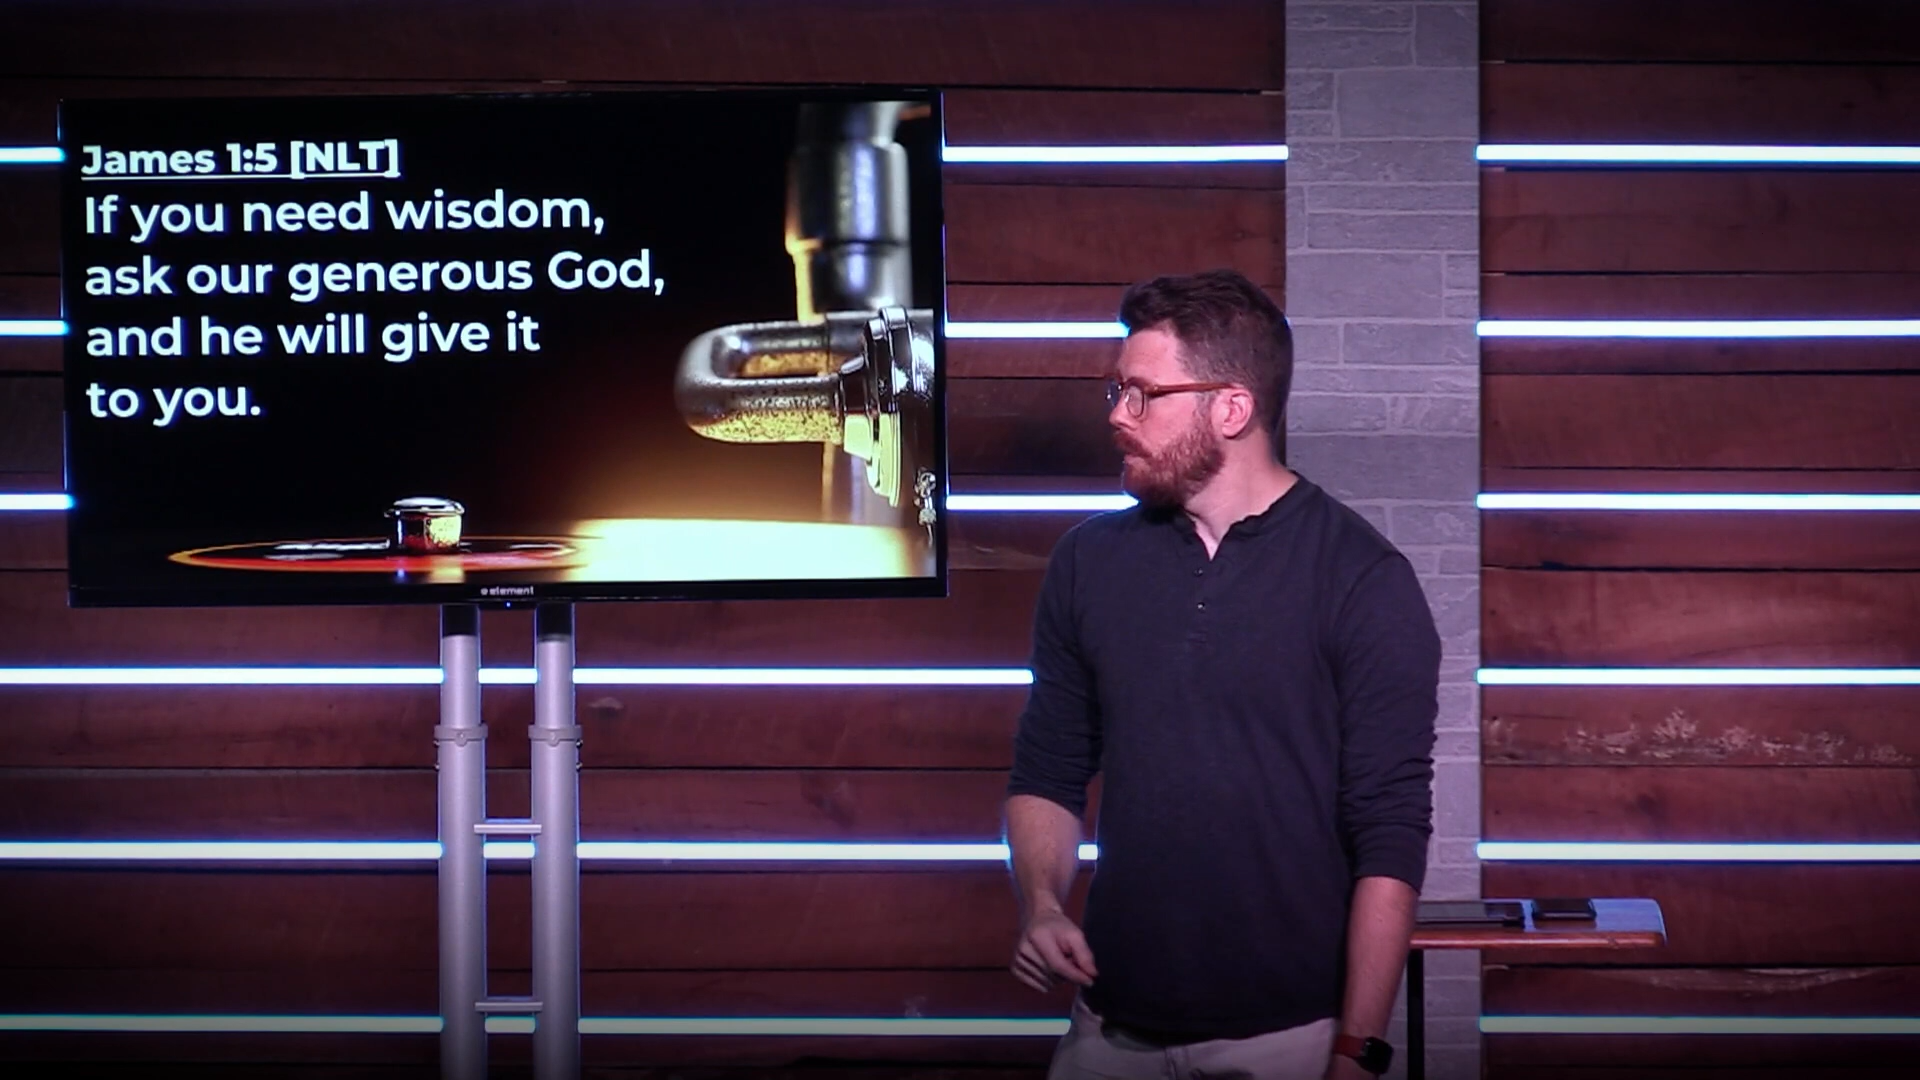 James 1:5 [NLT]
If you need wisdom,
ask our generous God,
and he will give it
to you.
element